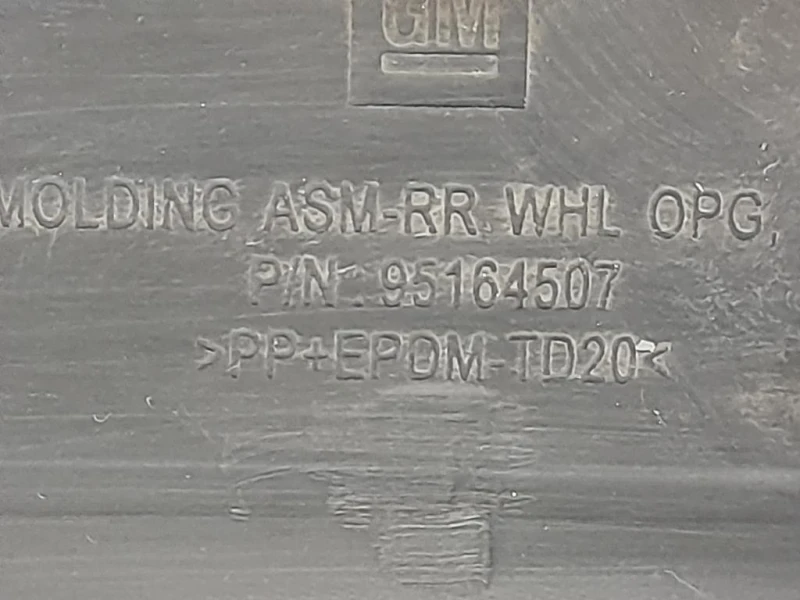 GM
MOLDING ASM-RR WHL OPG,
P/N : 95164507
>PP+EPDM-TD20<